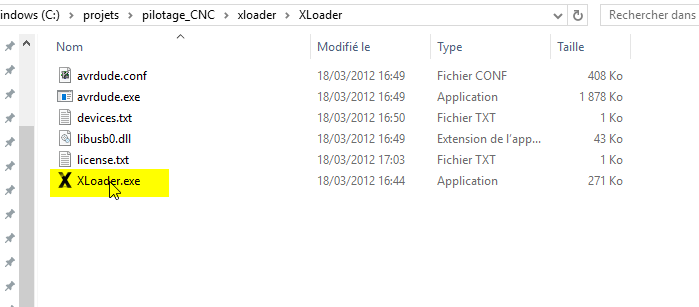 indows (C:) > projets > pilotage_CNC > xloader > XLoader Rechercher dans
Nom Modifié le Type Taille
avrdude.conf 18/03/2012 16:49 Fichier CONF 408 Ko
avrdude.exe 18/03/2012 16:49 Application 1 878 Ko
devices.txt 18/03/2012 16:50 Fichier TXT 1 Ko
libusb0.dll 18/03/2012 16:49 Extension de l'app... 43 Ko
license.txt 18/03/2012 17:03 Fichier TXT 1 Ko
XLoader.exe 18/03/2012 16:44 Application 271 Ko